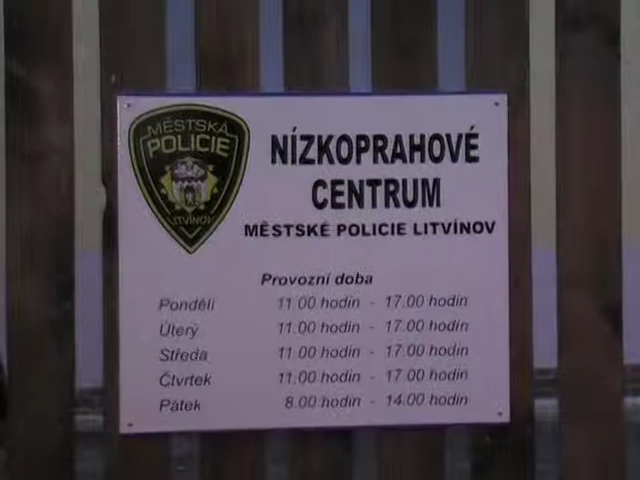 MĚSTSKÁ
POLICIE
LITVÍNOV
NÍZKOPRAHOVÉ
CENTRUM
MĚSTSKÉ POLICIE LITVÍNOV
Provozní doba
Pondělí 11.00 hodin - 17.00 hodin
Úterý 11.00 hodin - 17.00 hodin
Středa 11.00 hodin - 17.00 hodin
Čtvrtek 11.00 hodin - 17.00 hodin
Pátek 8.00 hodin - 14.00 hodin